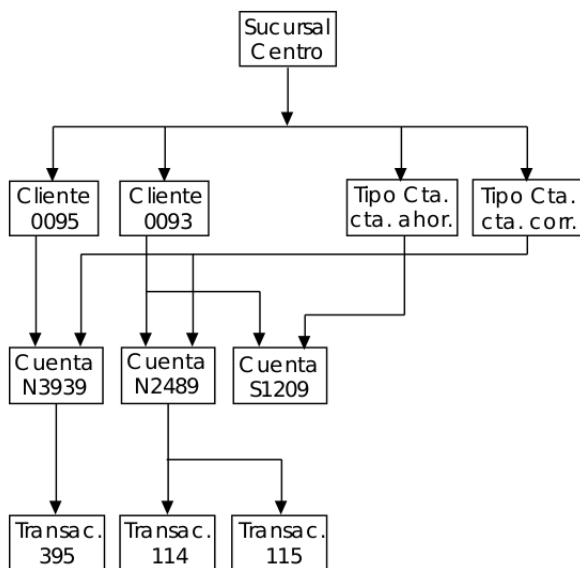 Sucursal
Centro
Cliente
0095
Cliente
0093
Tipo Cta.
cta. ahor.
Tipo Cta.
cta. corr.
Cuenta
N3939
Cuenta
N2489
Cuenta
S1209
Transac.
395
Transac.
114
Transac.
115